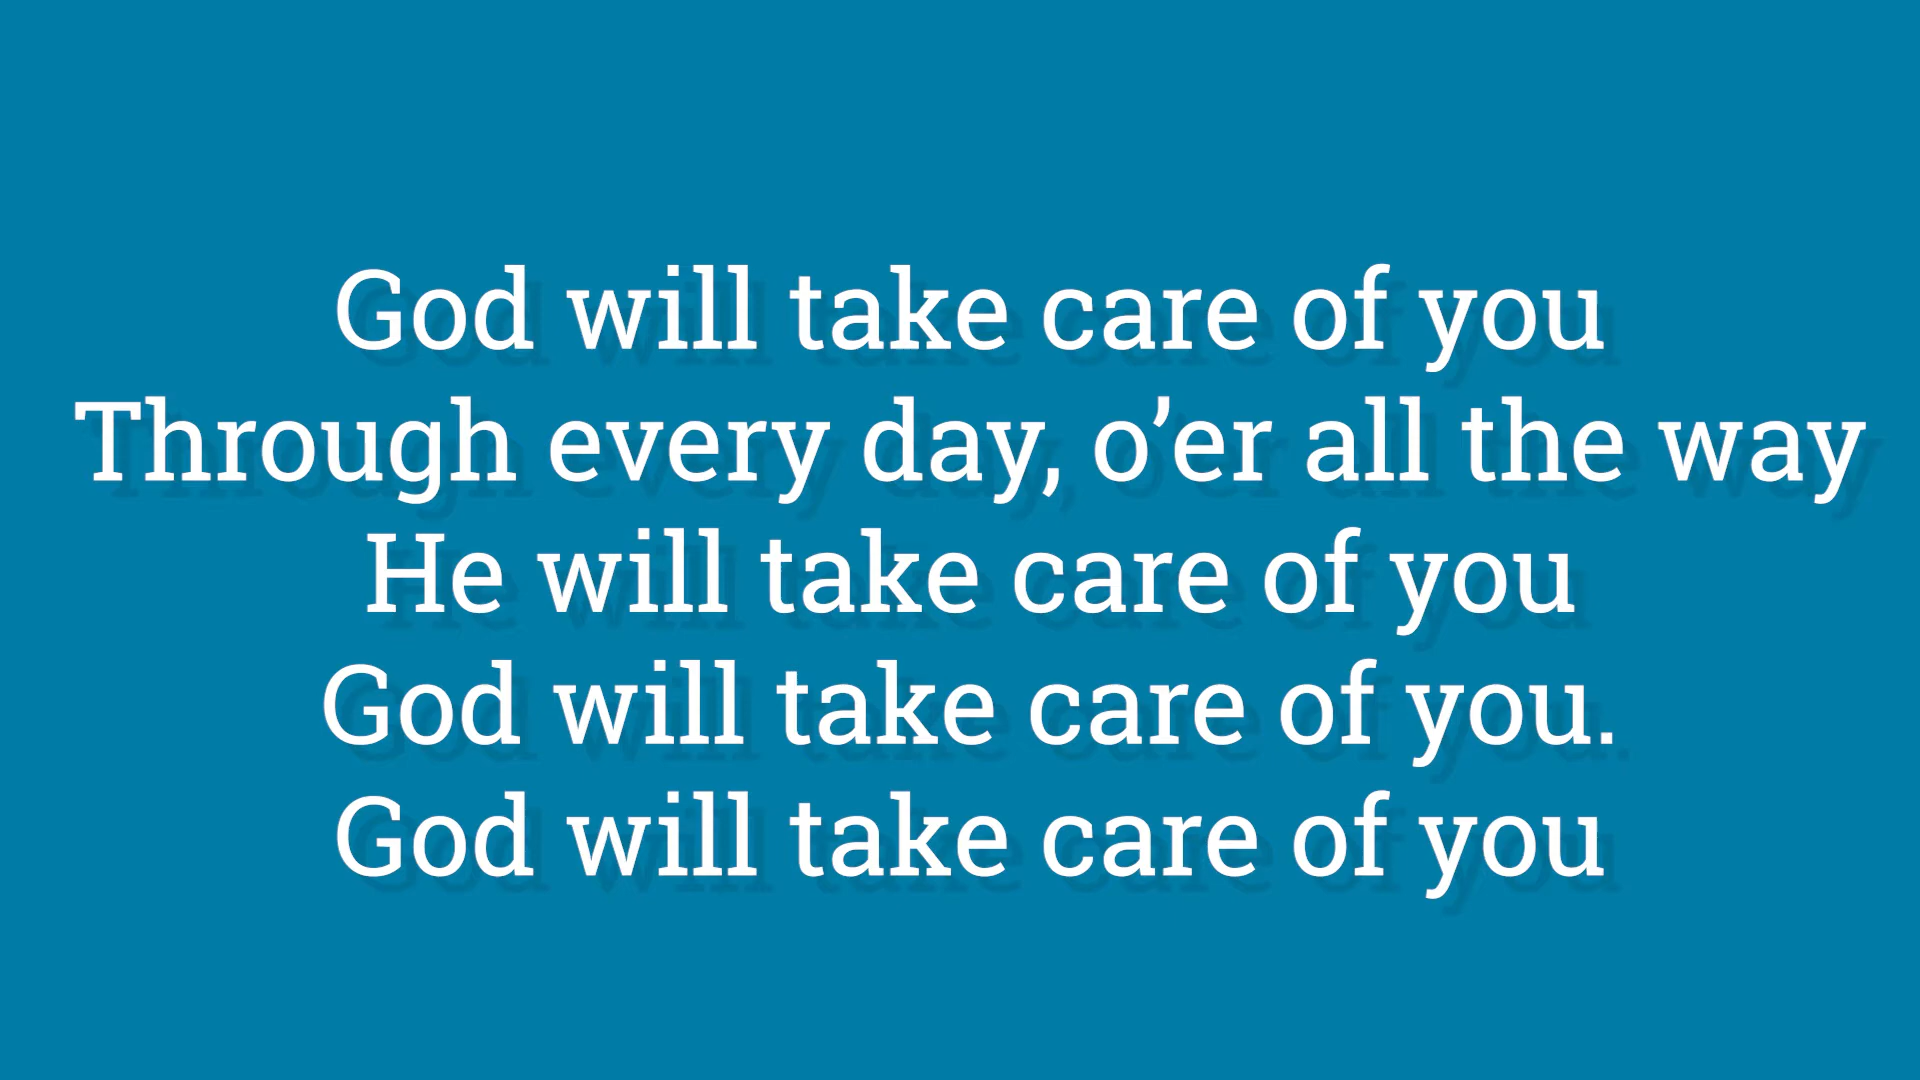 God will take care of you
Through every day, o’er all the way
He will take care of you
God will take care of you.
God will take care of you